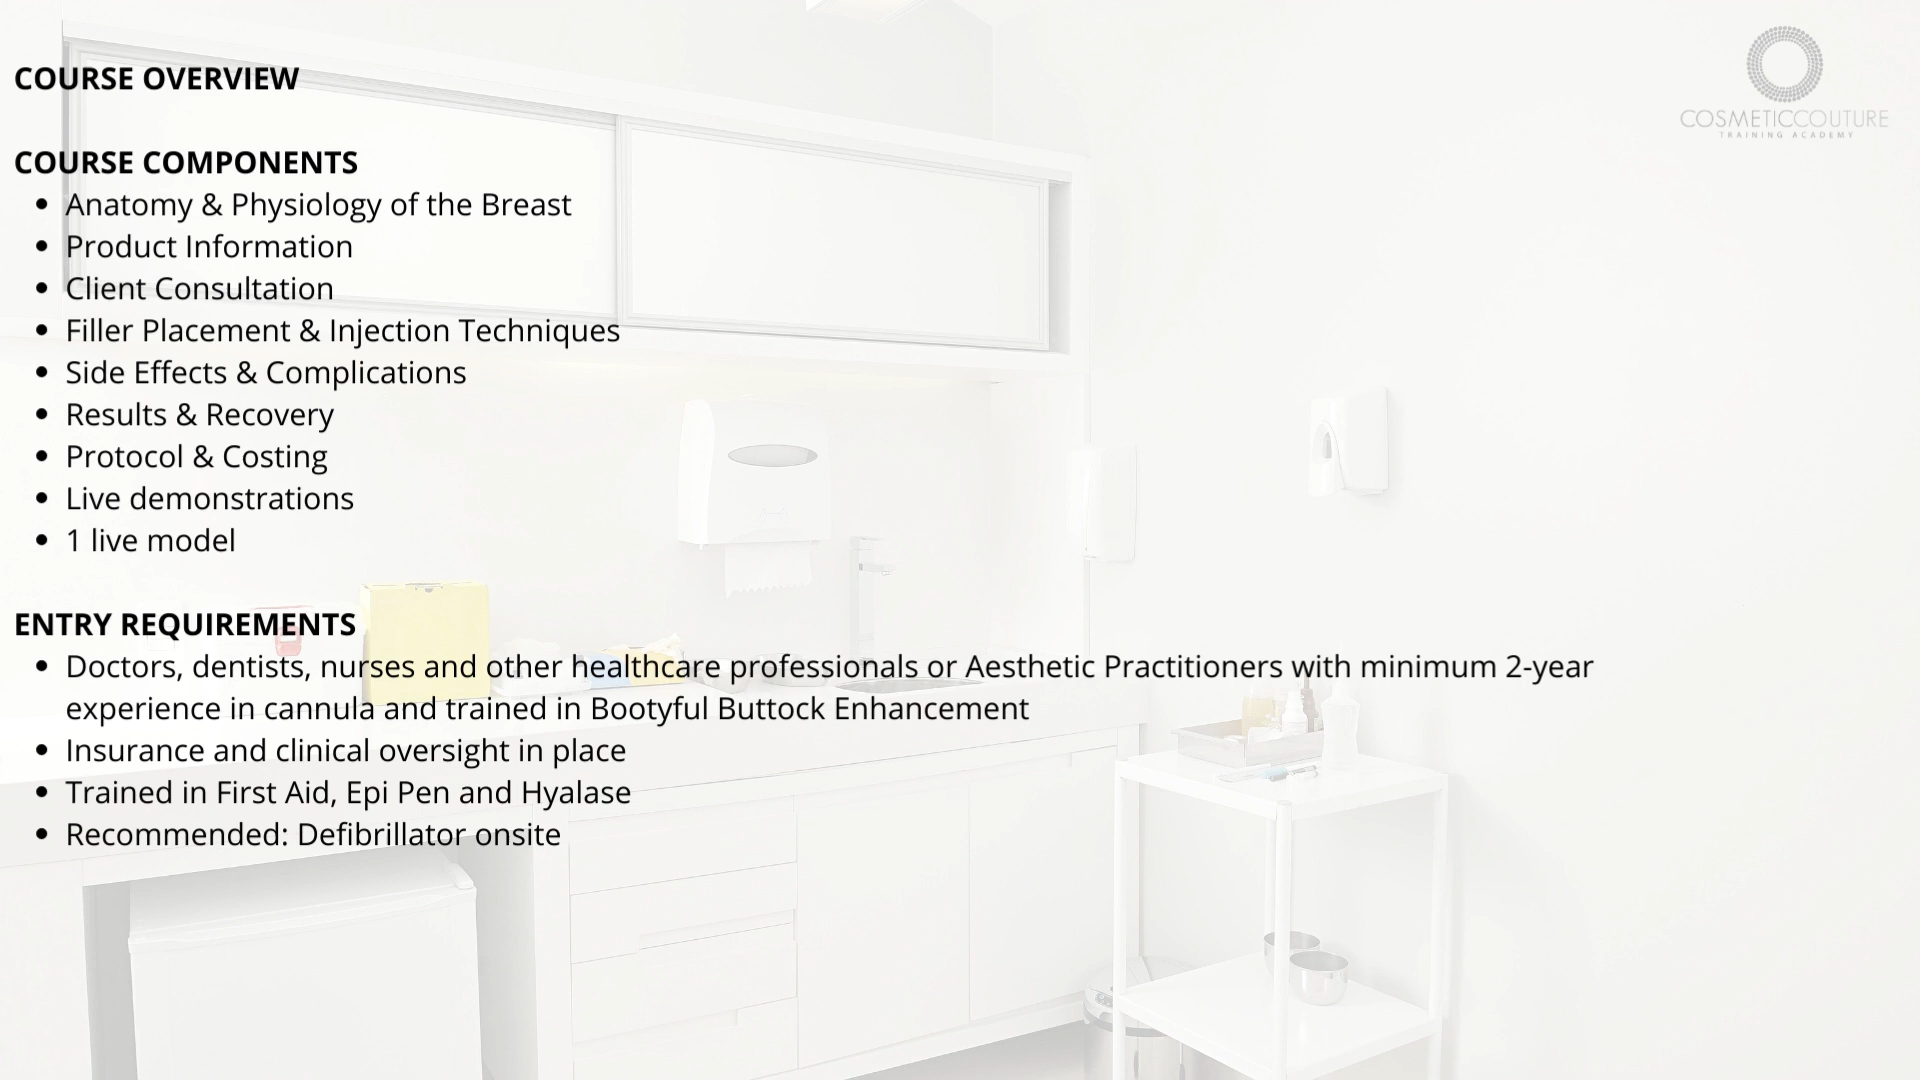 COURSE OVERVIEW
COSMETICCOUTURE
TRAINING ACADEMY
COURSE COMPONENTS
• Anatomy & Physiology of the Breast
• Product Information
• Client Consultation
• Filler Placement & Injection Techniques
• Side Effects & Complications
• Results & Recovery
• Protocol & Costing
• Live demonstrations
• 1 live model
ENTRY REQUIREMENTS
• Doctors, dentists, nurses and other healthcare professionals or Aesthetic Practitioners with minimum 2-year
experience in cannula and trained in Bootyful Buttock Enhancement
• Insurance and clinical oversight in place
• Trained in First Aid, Epi Pen and Hyalase
• Recommended: Defibrillator onsite